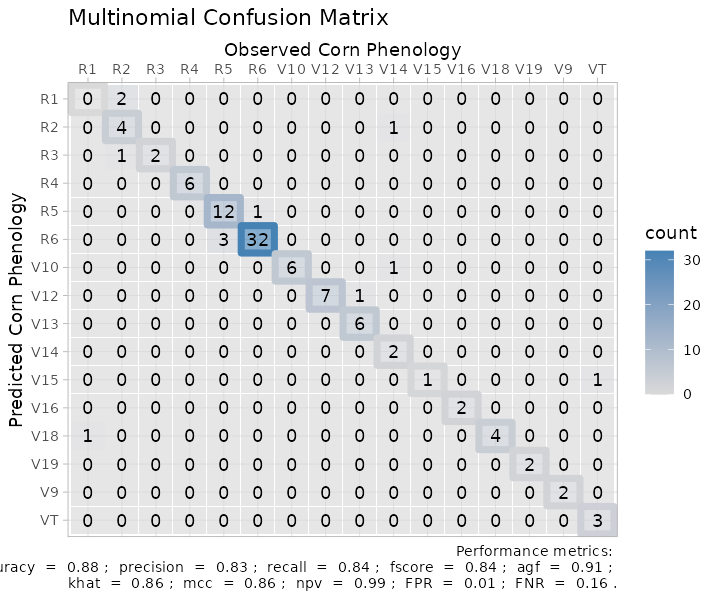 Multinomial Confusion Matrix
Observed Corn Phenology
R1 R2 R3 R4 R5 R6 V10 V12 V13 V14 V15 V16 V18 V19 V9 VT
Predicted Corn Phenology
R1 0 2 0 0 0 0 0 0 0 0 0 0 0 0 0 0
R2 0 4 0 0 0 0 0 0 0 1 0 0 0 0 0 0
R3 0 1 2 0 0 0 0 0 0 0 0 0 0 0 0 0
R4 0 0 0 6 0 0 0 0 0 0 0 0 0 0 0 0
R5 0 0 0 0 12 1 0 0 0 0 0 0 0 0 0 0
R6 0 0 0 0 3 32 0 0 0 0 0 0 0 0 0 0
V10 0 0 0 0 0 0 6 0 0 1 0 0 0 0 0 0
V12 0 0 0 0 0 0 0 7 1 0 0 0 0 0 0 0
V13 0 0 0 0 0 0 0 0 6 0 0 0 0 0 0 0
V14 0 0 0 0 0 0 0 0 0 2 0 0 0 0 0 0
V15 0 0 0 0 0 0 0 0 0 0 1 0 0 0 0 1
V16 0 0 0 0 0 0 0 0 0 0 0 2 0 0 0 0
V18 1 0 0 0 0 0 0 0 0 0 0 0 4 0 0 0
V19 0 0 0 0 0 0 0 0 0 0 0 0 0 2 0 0
V9 0 0 0 0 0 0 0 0 0 0 0 0 0 0 2 0
VT 0 0 0 0 0 0 0 0 0 0 0 0 0 0 0 3
count
30
20
10
0
Performance metrics:
uracy = 0.88 ; precision = 0.83 ; recall = 0.84 ; fscore = 0.84 ; agf = 0.91 ;
khat = 0.86 ; mcc = 0.86 ; npv = 0.99 ; FPR = 0.01 ; FNR = 0.16 .